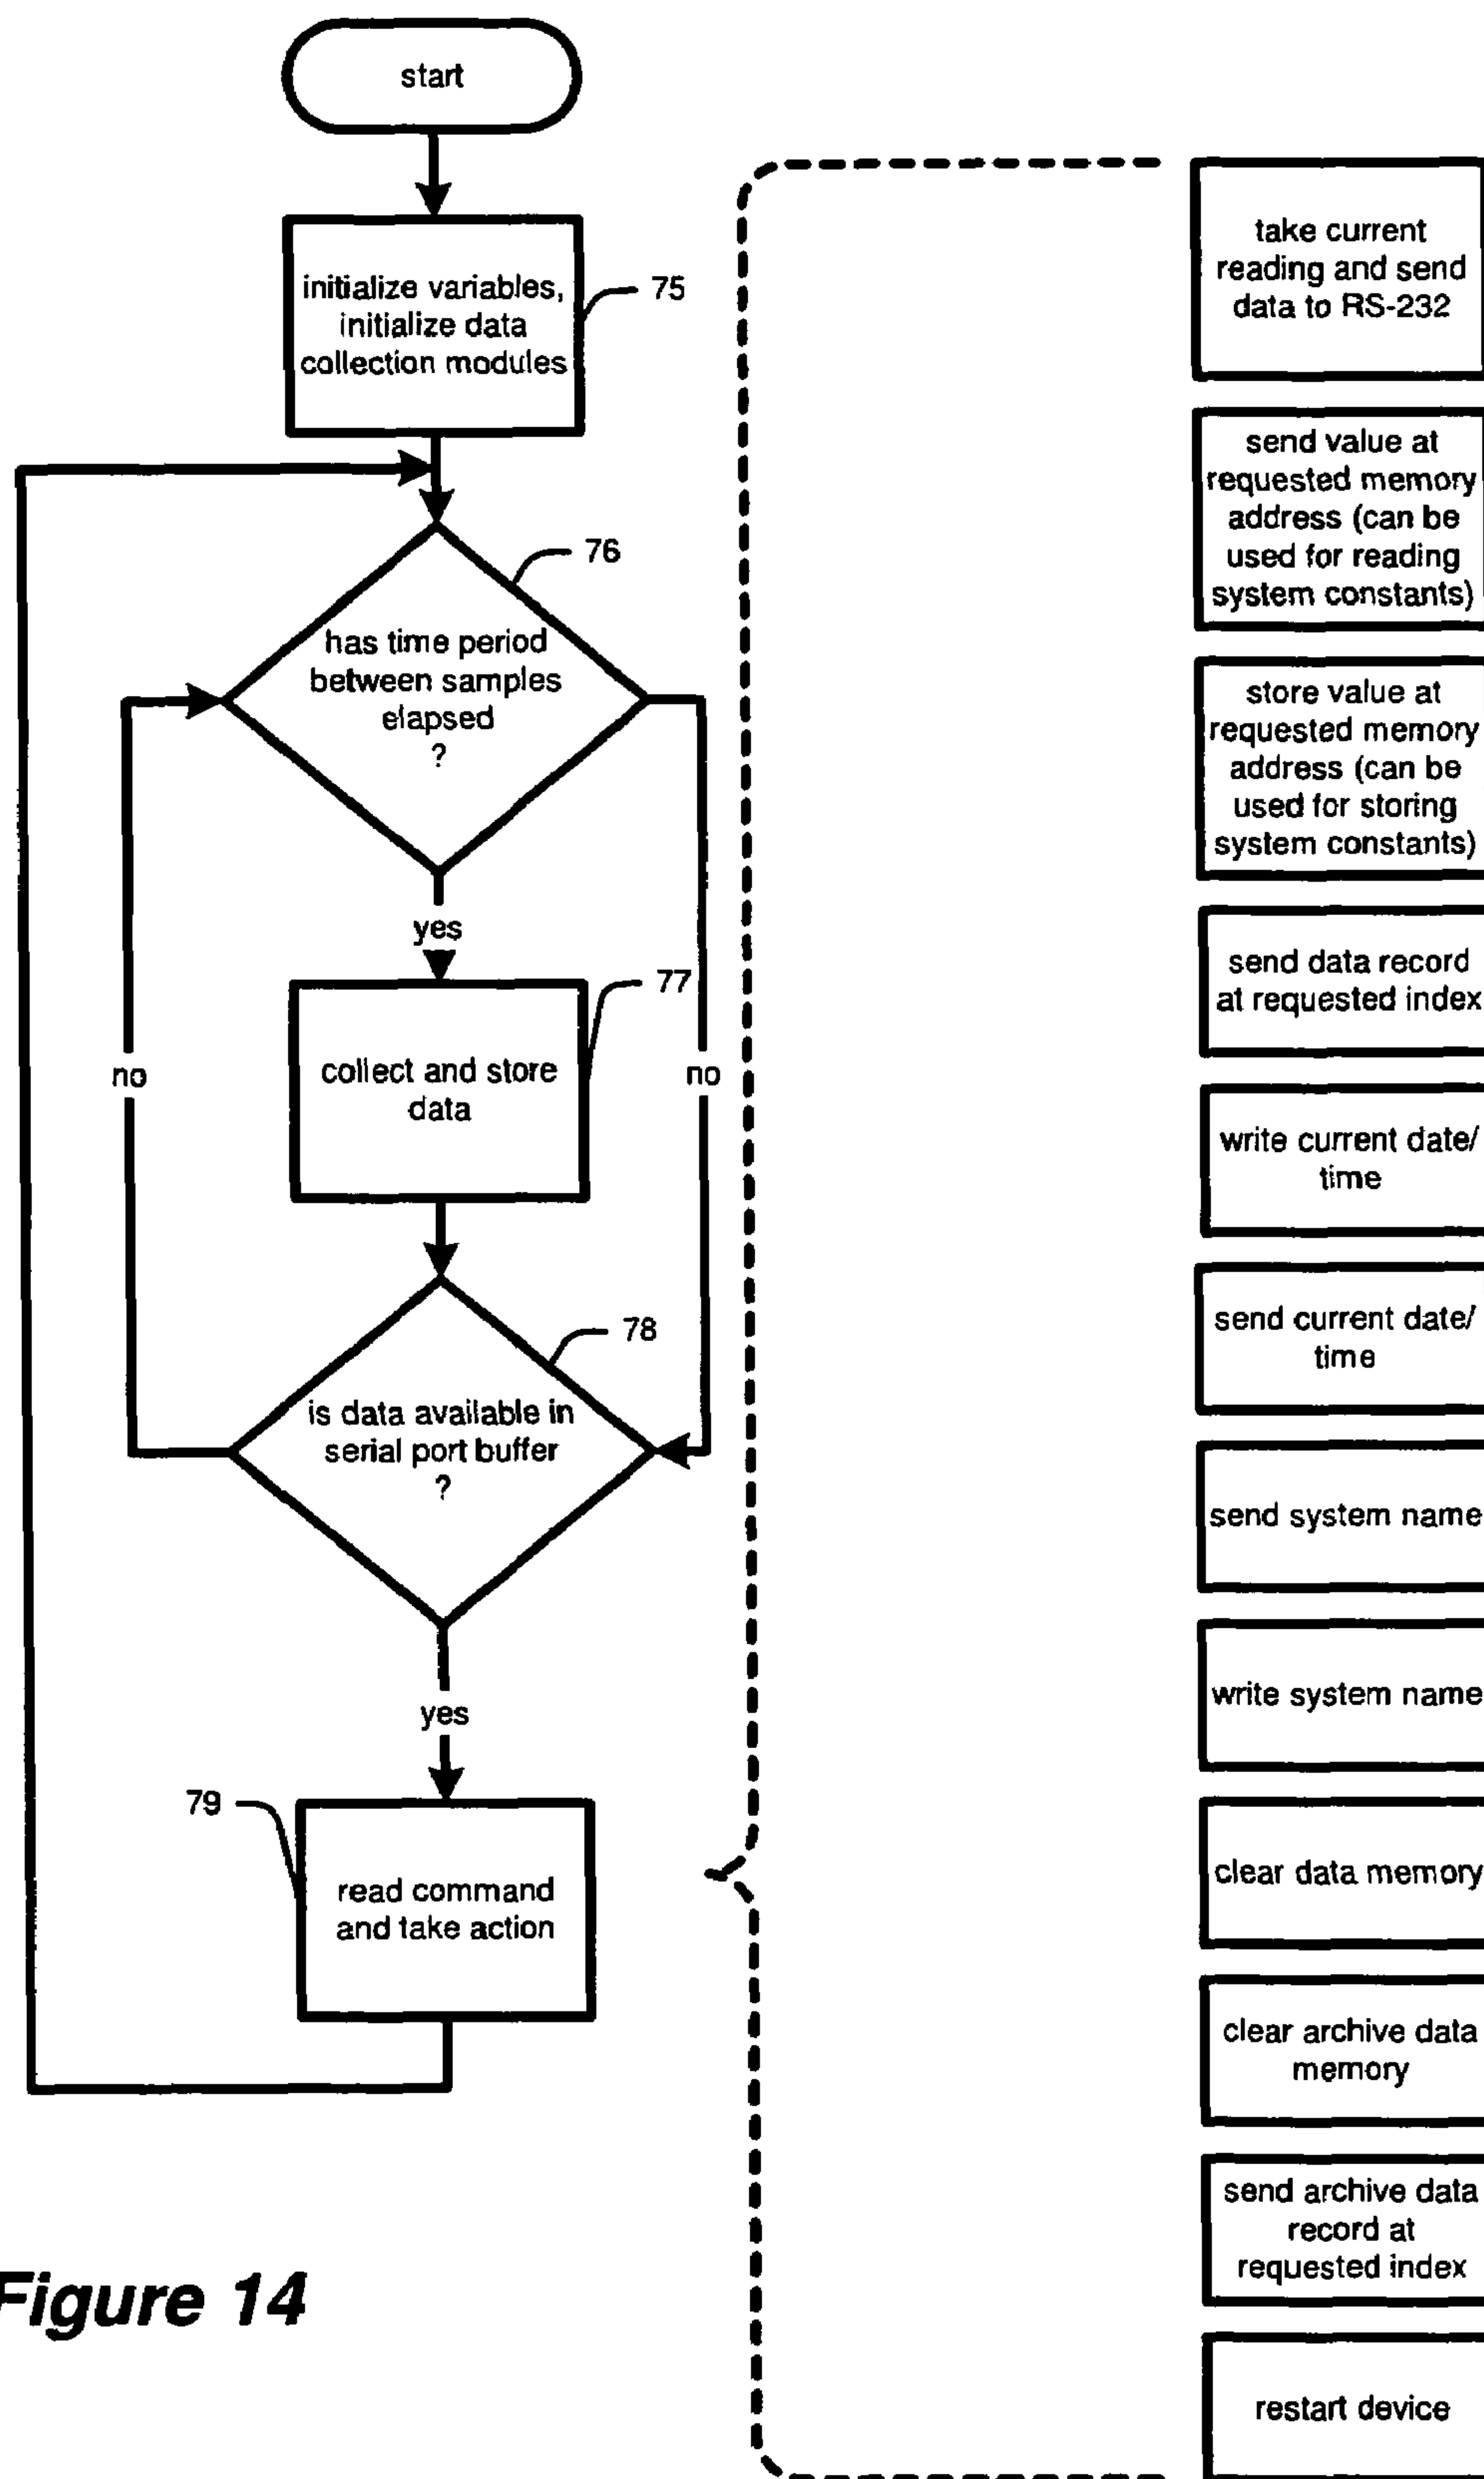 start
initialize variables,
initialize data
collection modules
75
76
has time period
between samples
elapsed
?
yes
77
collect and store
data
no
no
78
is data available in
serial port buffer
?
yes
79
read command
and take action
Figure 14
take current
reading and send
data to RS-232
send value at
requested memory
address (can be
used for reading
system constants)
store value at
requested memory
address (can be
used for storing
system constants)
send data record
at requested index
write current date/
time
send current date/
time
send system name
write system name
clear data memory
clear archive data
memory
send archive data
record at
requested index
restart device